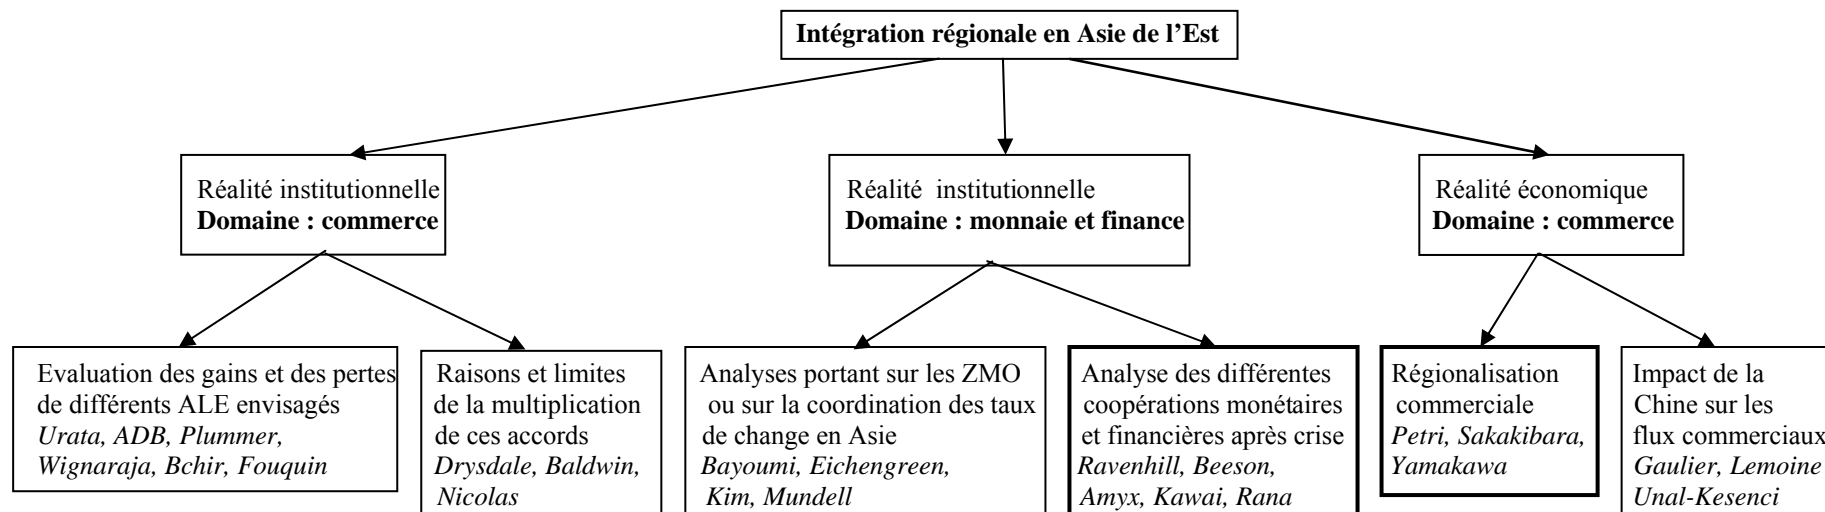 Intégration régionale en Asie de l’Est
Réalité institutionnelle
Domaine : commerce
Réalité institutionnelle
Domaine : monnaie et finance
Réalité économique
Domaine : commerce
Evaluation des gains et des pertes
de différents ALE envisagés
Urata, ADB, Plummer,
Wignaraja, Bchir, Fouquin
Raisons et limites
de la multiplication
de ces accords
Drysdale, Baldwin,
Nicolas
Analyses portant sur les ZMO
ou sur la coordination des taux
de change en Asie
Bayoumi, Eichengreen,
Kim, Mundell
Analyse des différentes
coopérations monétaires
et financières après crise
Ravenhill, Beeson,
Amyx, Kawai, Rana
Régionalisation
commerciale
Petri, Sakakibara,
Yamakawa
Impact de la
Chine sur les
flux commerciaux
Gaulier, Lemoine
Unal-Kesenci